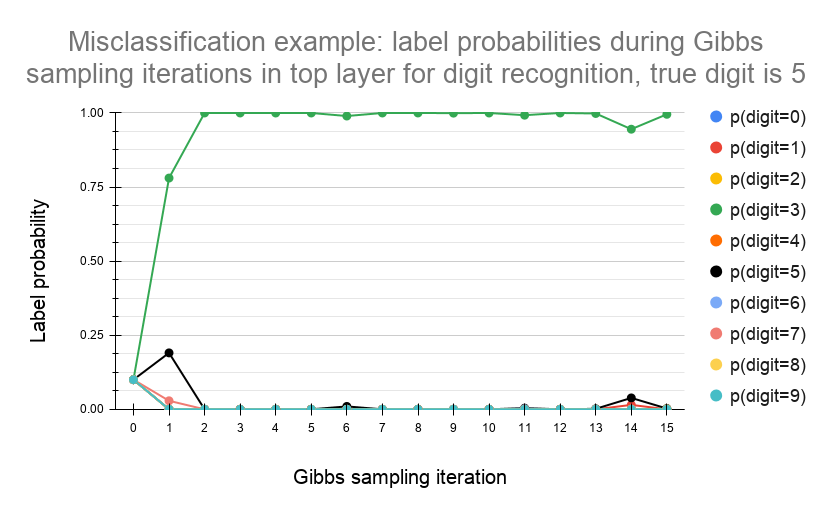 Misclassification example: label probabilities during Gibbs
sampling iterations in top layer for digit recognition, true digit is 5
1.00
0.75
0.50
0.25
0.00
Label probability
0 1 2 3 4 5 6 7 8 9 10 11 12 13 14 15
Gibbs sampling iteration
p(digit=0)
p(digit=1)
p(digit=2)
p(digit=3)
p(digit=4)
p(digit=5)
p(digit=6)
p(digit=7)
p(digit=8)
p(digit=9)